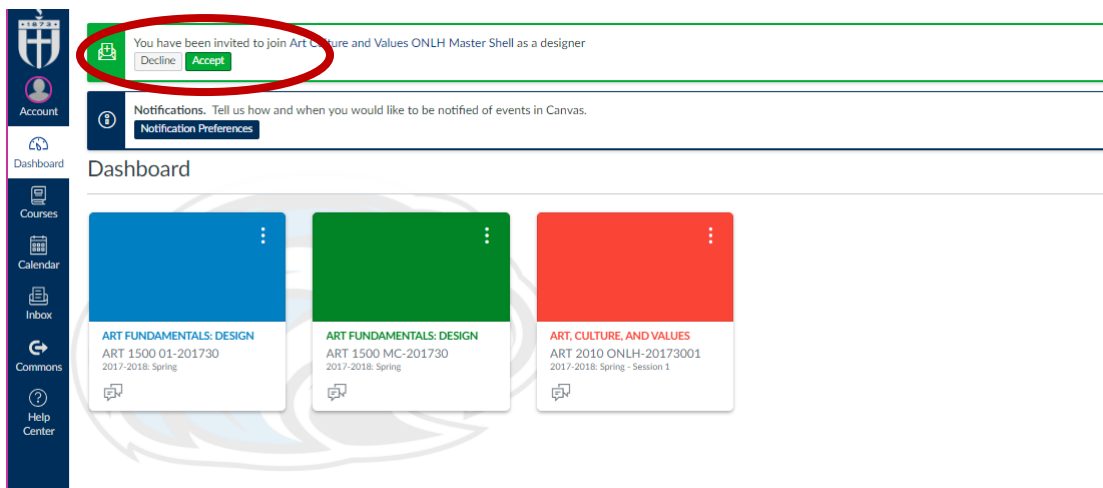 +1873+
Account
Dashboard
Courses
Calendar
Inbox
Commons
Help
Center
You have been invited to join Art Culture and Values ONLH Master Shell as a designer
Decline Accept
Notifications. Tell us how and when you would like to be notified of events in Canvas.
Notification Preferences
Dashboard
ART FUNDAMENTALS: DESIGN
ART 1500 01-201730
2017-2018: Spring
ART FUNDAMENTALS: DESIGN
ART 1500 MC-201730
2017-2018: Spring
ART, CULTURE, AND VALUES
ART 2010 ONLH-20173001
2017-2018: Spring - Session 1